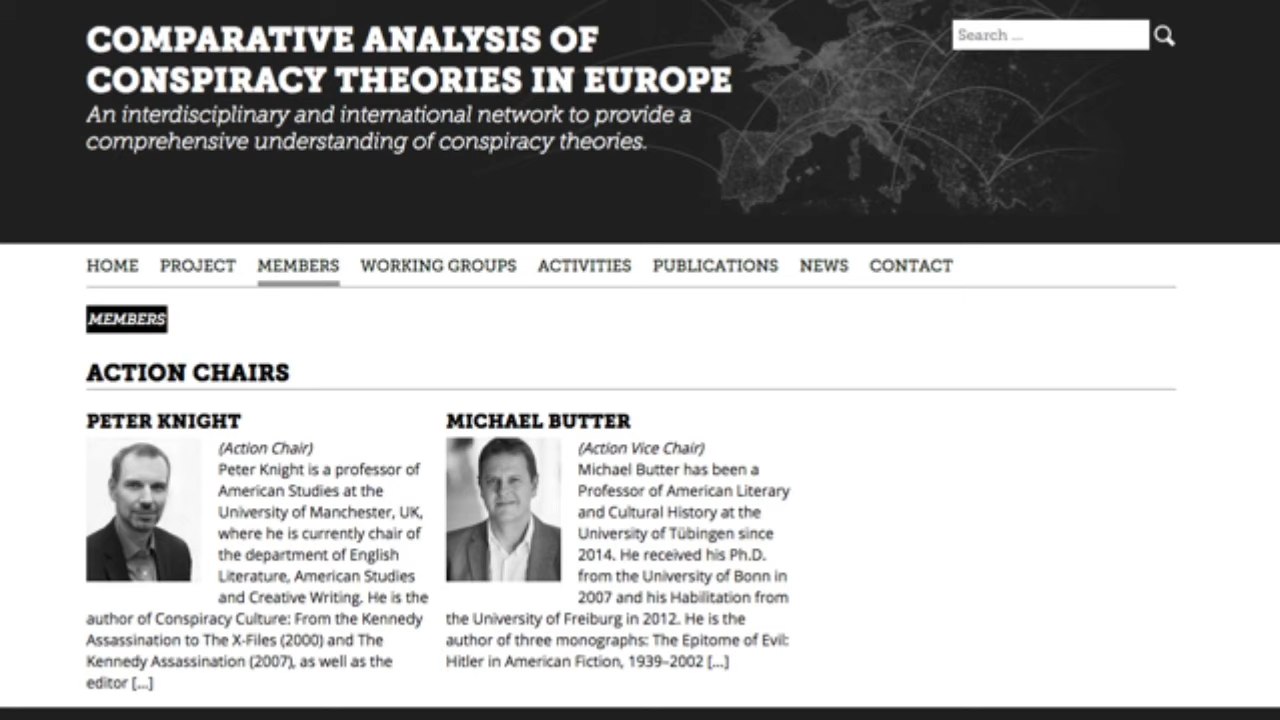 COMPARATIVE ANALYSIS OF
CONSPIRACY THEORIES IN EUROPE
An interdisciplinary and international network to provide a
comprehensive understanding of conspiracy theories.
Search ...
HOME PROJECT MEMBERS WORKING GROUPS ACTIVITIES PUBLICATIONS NEWS CONTACT
MEMBERS
ACTION CHAIRS
PETER KNIGHT
(Action Chair)
Peter Knight is a professor of
American Studies at the
University of Manchester, UK,
where he is currently chair of
the department of English
Literature, American Studies
and Creative Writing. He is the
author of Conspiracy Culture: From the Kennedy
Assassination to The X-Files (2000) and The
Kennedy Assassination (2007), as well as the
editor [...]
MICHAEL BUTTER
(Action Vice Chair)
Michael Butter has been a
Professor of American Literary
and Cultural History at the
University of Tübingen since
2014. He received his Ph.D.
from the University of Bonn in
2007 and his Habilitation from
the University of Freiburg in 2012. He is the
author of three monographs: The Epitome of Evil:
Hitler in American Fiction, 1939–2002 [...]